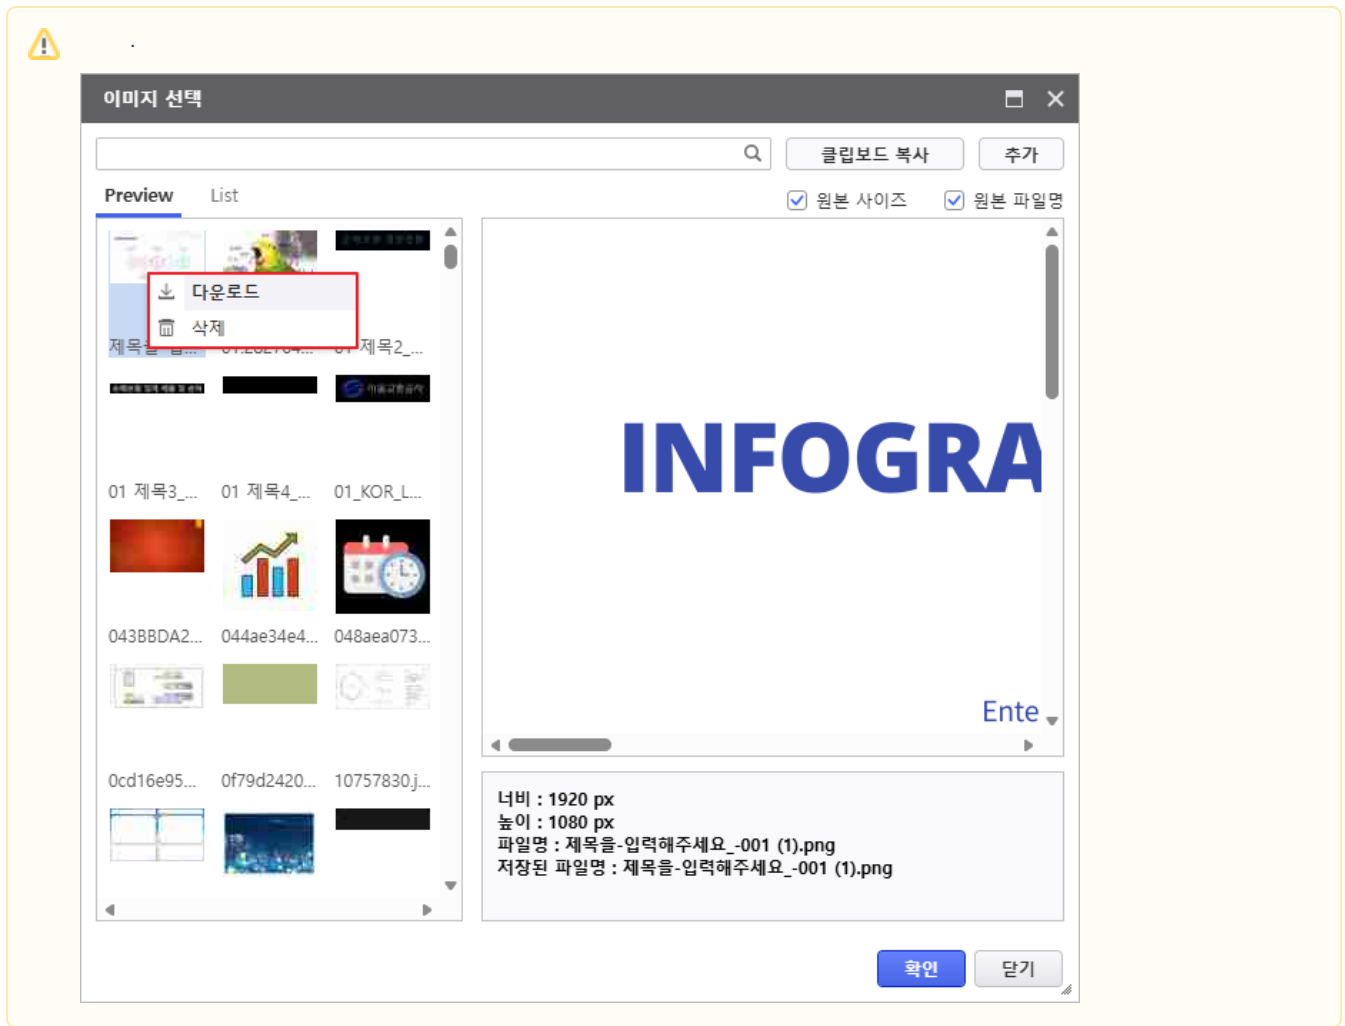 .
이미지 선택
클립보드 복사
추가
Preview
List
원본 사이즈
원본 파일명
다운로드
삭제
제목2_...
01 제목3_...
01 제목4_...
01_KOR_L...
043BBDA2...
044ae34e4...
048aea073...
0cd16e95...
0f79d2420...
10757830.j...
INFOGRA
Ente
너비 : 1920 px
높이 : 1080 px
파일명 : 제목을-입력해주세요_-001 (1).png
저장된 파일명 : 제목을-입력해주세요_-001 (1).png
확인
닫기